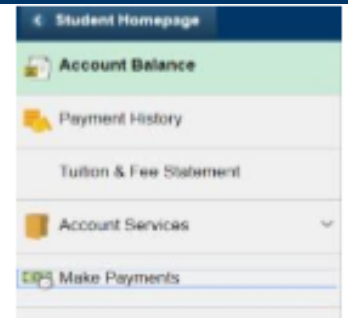 Student Homepage
Account Balance
Payment History
Tuition & Fee Statement
Account Services
Make Payments